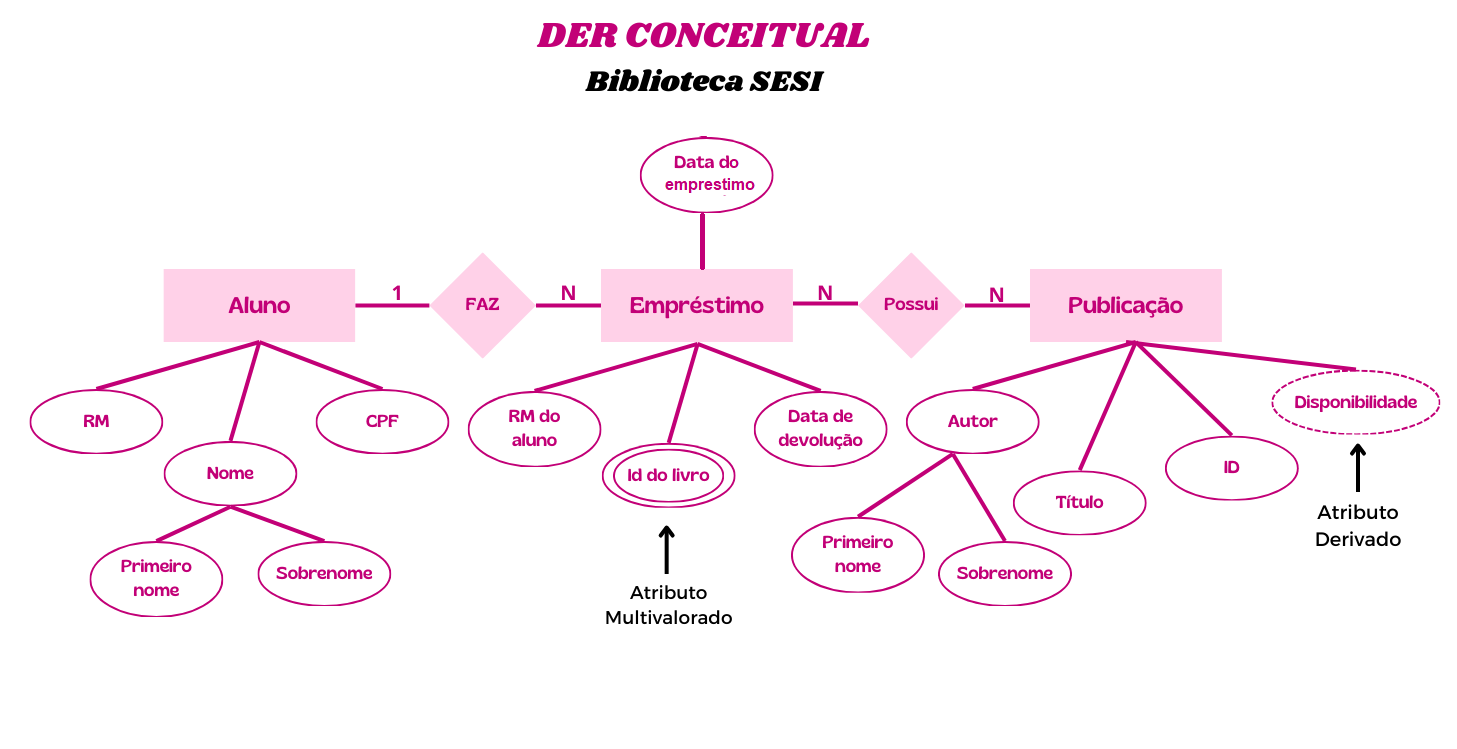 DER CONCEITUAL
Biblioteca SESI
Data do
emprestimo
Aluno
1
FAZ
N
Empréstimo
N
Possui
N
Publicação
RM
Nome
CPF
Primeiro
nome
Sobrenome
RM do
aluno
Id do livro
Data de
devolução
Atributo
Multivalorado
Autor
Primeiro
nome
Sobrenome
Título
ID
Disponibilidade
Atributo
Derivado